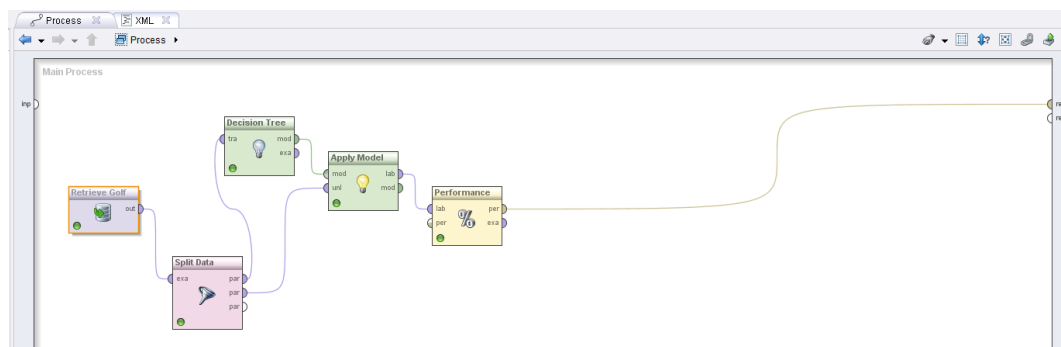 Process
XML
Process
Main Process
inp
Decision Tree
tra
mod
exa
Apply Model
mod
lab
unl
mod
Retrieve Golf
out
Performance
lab
per
per
exa
Split Data
exa
par
par
par